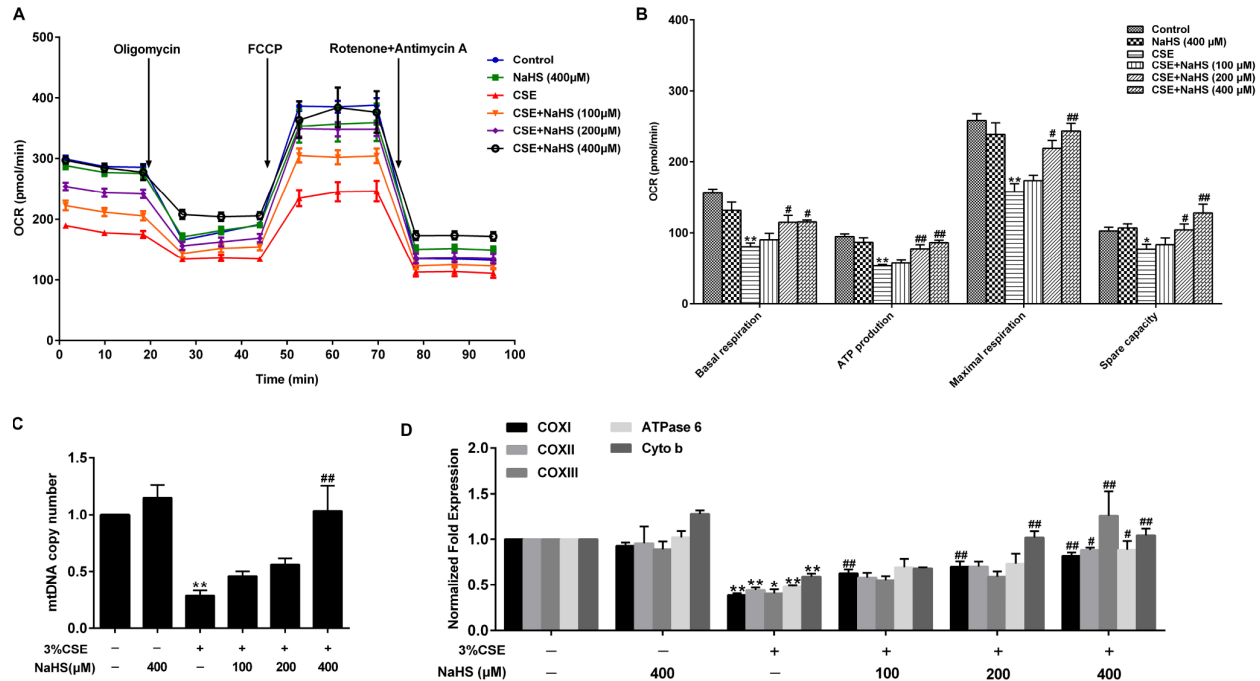 A
Oligomycin
FCCP
Rotenone+Antimycin A
500
400
300
200
100
0
OCR (pmol/min)
0 10 20 30 40 50 60 70 80 90 100
Time (min)
Control
NaHS (400μM)
CSE
CSE+NaHS (100μM)
CSE+NaHS (200μM)
CSE+NaHS (400μM)
B
400
300
200
100
0
OCR (pmol/min)
Control
NaHS (400 μM)
CSE
CSE+NaHS (100 μM)
CSE+NaHS (200 μM)
CSE+NaHS (400 μM)
** # #
** ## ##
** # ##
* # ##
Basal respiration
ATP prodution
Maximal respiration
Spare capacity
C
1.5
1.0
0.5
0.0
mtDNA copy number
** ##
3%CSE – – + + + +
NaHS(μM) – 400 – 100 200 400
D
COXI
COXII
COXIII
ATPase 6
Cyto b
2.0
1.5
1.0
0.5
0.0
Normalized Fold Expression
** ** * ** **
##
## ##
## # ## # ##
3%CSE – – + + + +
NaHS (μM) – 400 – 100 200 400